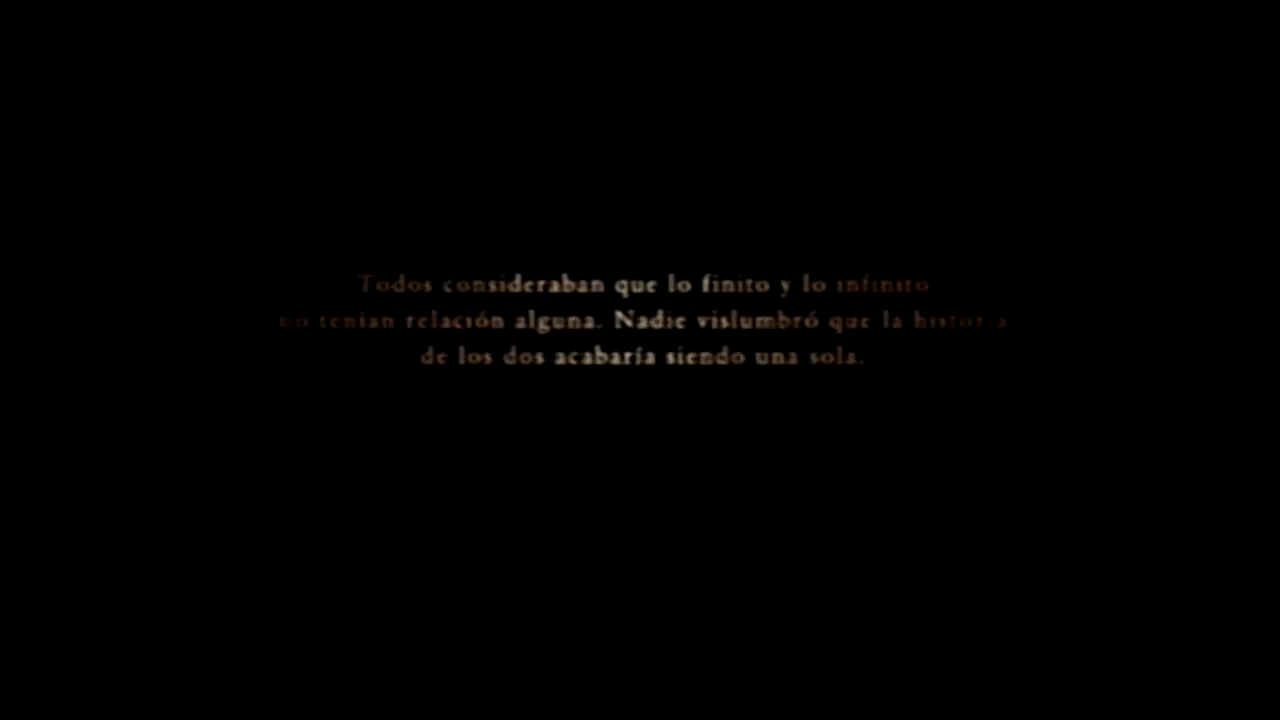 Todos consideraban que lo finito y lo infinito
no tenían relación alguna. Nadie vislumbró que la historia
de los dos acabaría siendo una sola.